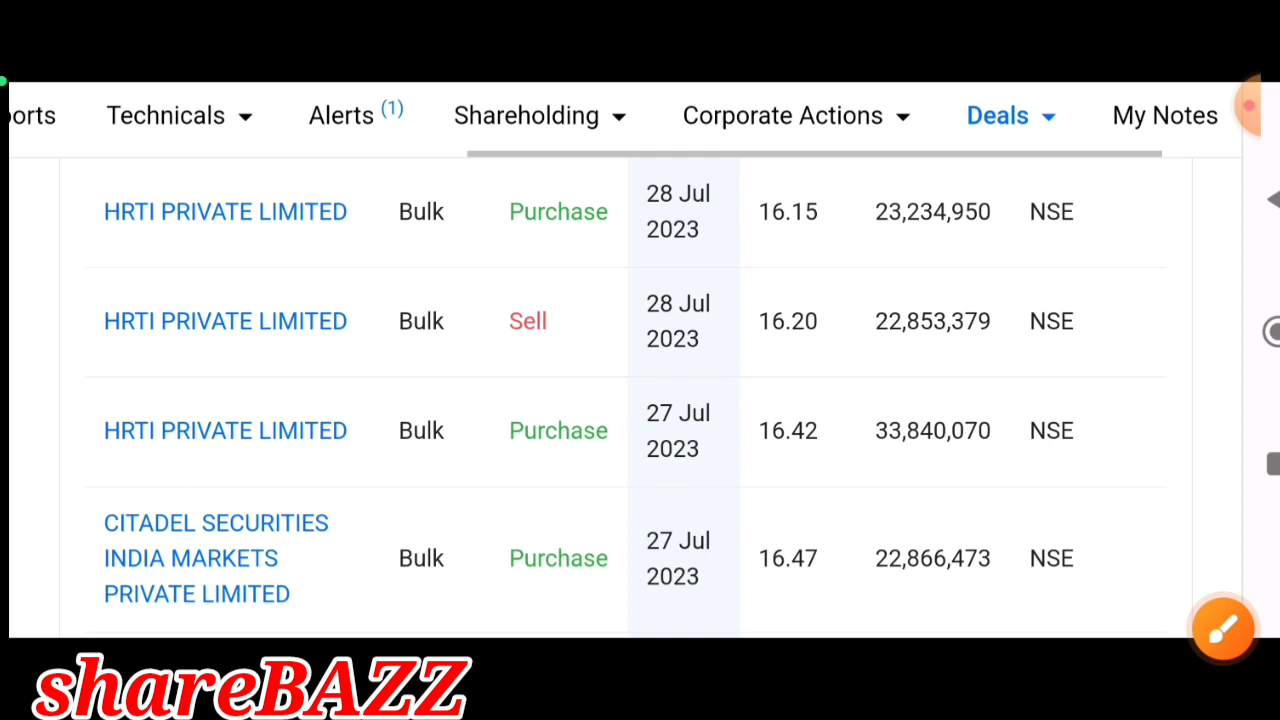 orts Technicals Alerts (1) Shareholding Corporate Actions Deals My Notes
HRTI PRIVATE LIMITED Bulk Purchase 28 Jul 2023 16.15 23,234,950 NSE
HRTI PRIVATE LIMITED Bulk Sell 28 Jul 2023 16.20 22,853,379 NSE
HRTI PRIVATE LIMITED Bulk Purchase 27 Jul 2023 16.42 33,840,070 NSE
CITADEL SECURITIES
INDIA MARKETS
PRIVATE LIMITED Bulk Purchase 27 Jul 2023 16.47 22,866,473 NSE
shareBAZZ